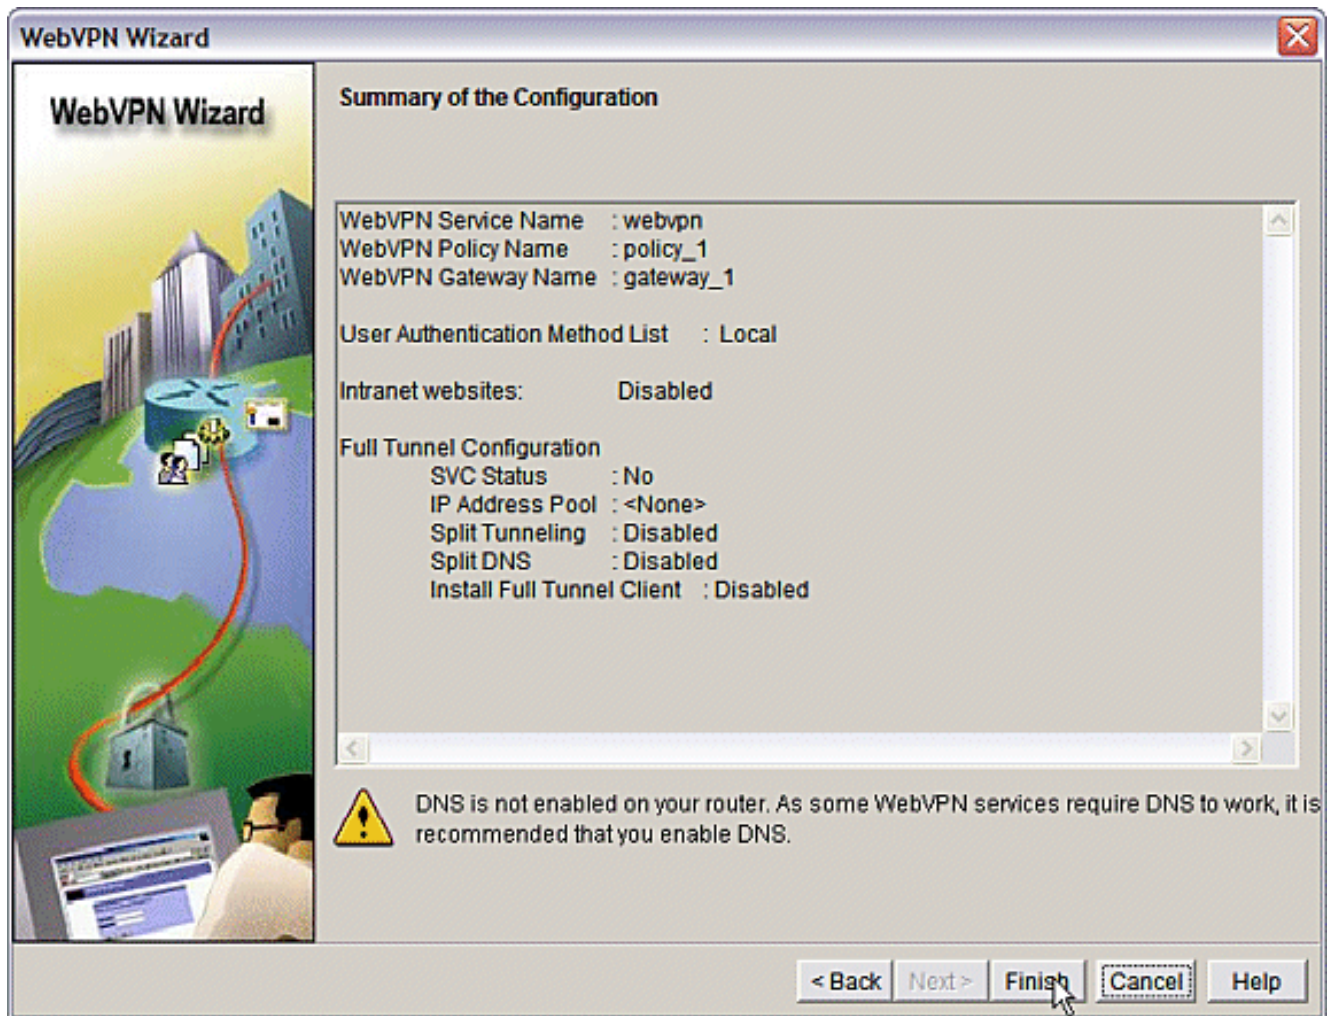 WebVPN Wizard
WebVPN Wizard
Summary of the Configuration
WebVPN Service Name : webvpn
WebVPN Policy Name : policy_1
WebVPN Gateway Name : gateway_1
User Authentication Method List : Local
Intranet websites: Disabled
Full Tunnel Configuration
SVC Status : No
IP Address Pool : <None>
Split Tunneling : Disabled
Split DNS : Disabled
Install Full Tunnel Client : Disabled
DNS is not enabled on your router. As some WebVPN services require DNS to work, it is
recommended that you enable DNS.
< Back Next > Finish Cancel Help